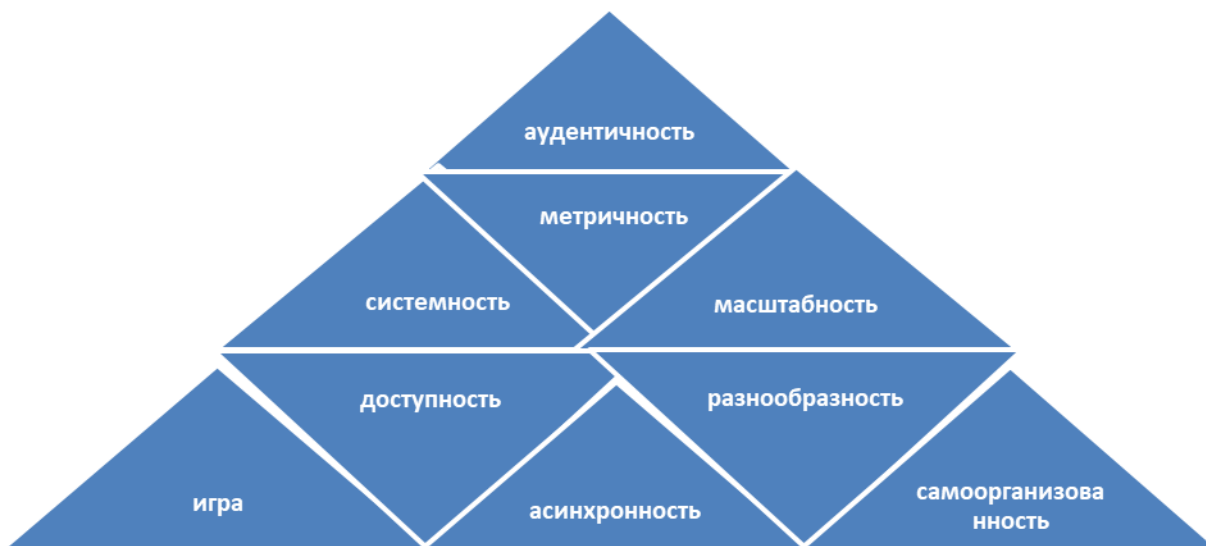 аудентичность
метричность
системность
масштабность
доступность
разнообразность
игра
асинхронность
самоорганизова
нность